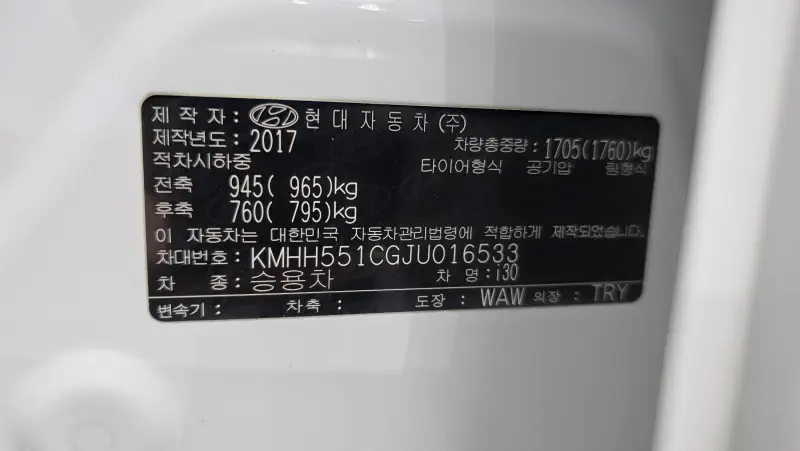 제 작 자 : 현대자동차 (주)
제작년도 : 2017 차량총중량 : 1705(1760)kg
적차시하중 타이어형식 공기압 림형식
전축 945( 965)kg
후축 760( 795)kg
이 자동차는 대한민국 자동차관리법령에 적합하게 제작되었습니다.
차대번호 : KMHH551CGJU016533
차 종 : 승용차 차 명 : i30
변속기 : 차축 : 도장 : WAW 의장 : TRY